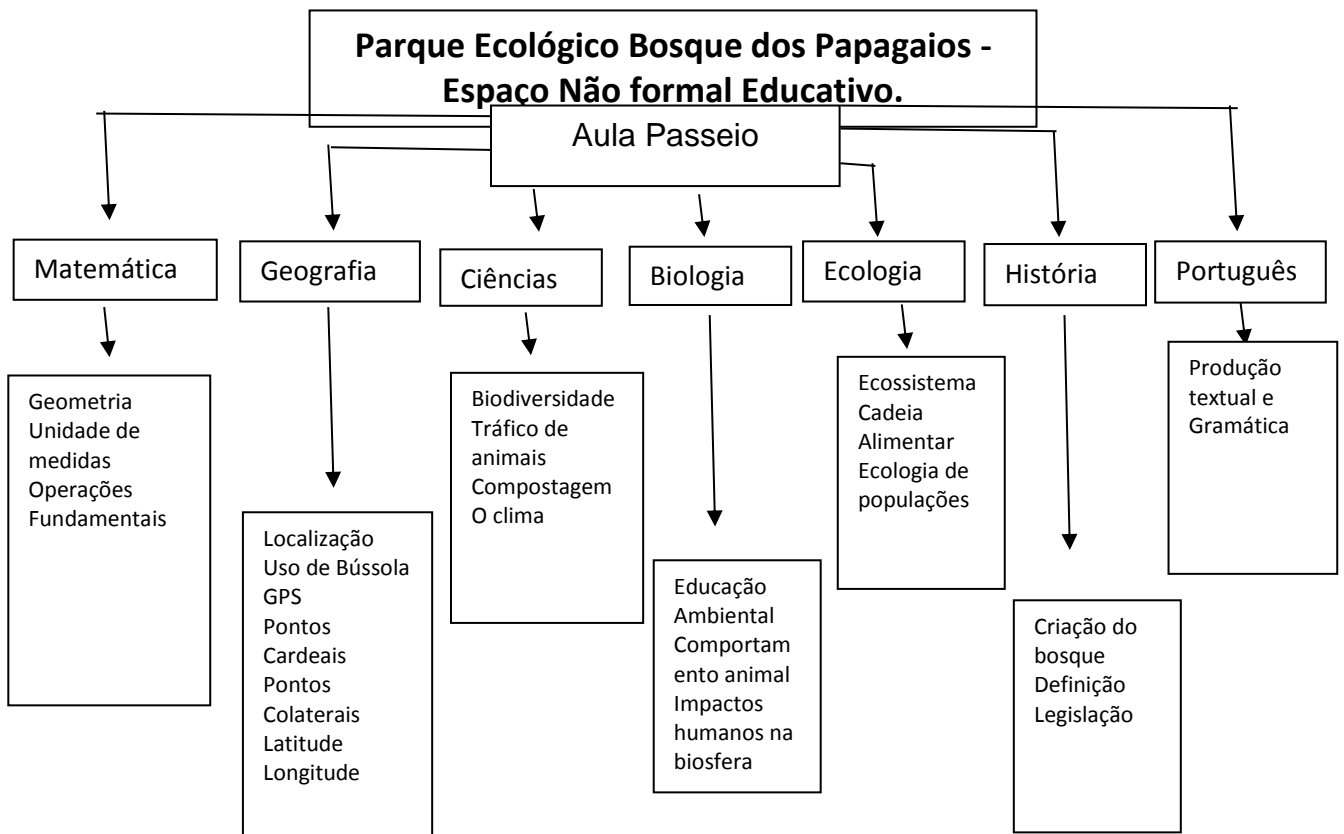 Parque Ecológico Bosque dos Papagaios -
Espaço Não formal Educativo.
Aula Passeio
Matemática
Geografia
Ciências
Biologia
Ecologia
História
Português
Geometria
Unidade de
medidas
Operações
Fundamentais
Localização
Uso de Bússola
GPS
Pontos
Cardeais
Pontos
Colaterais
Latitude
Longitude
Biodiversidade
Tráfico de
animais
Compostagem
O clima
Educação
Ambiental
Comportam
ento animal
Impactos
humanos na
biosfera
Ecossistema
Cadeia
Alimentar
Ecologia de
populações
Criação do
bosque
Definição
Legislação
Produção
textual e
Gramática